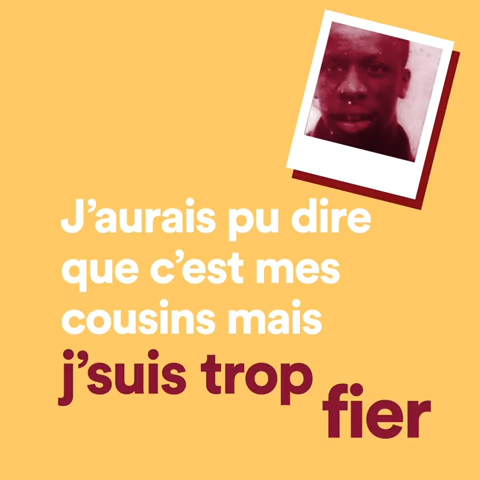 J’aurais pu dire
que c’est mes
cousins mais
j’suis trop
fier